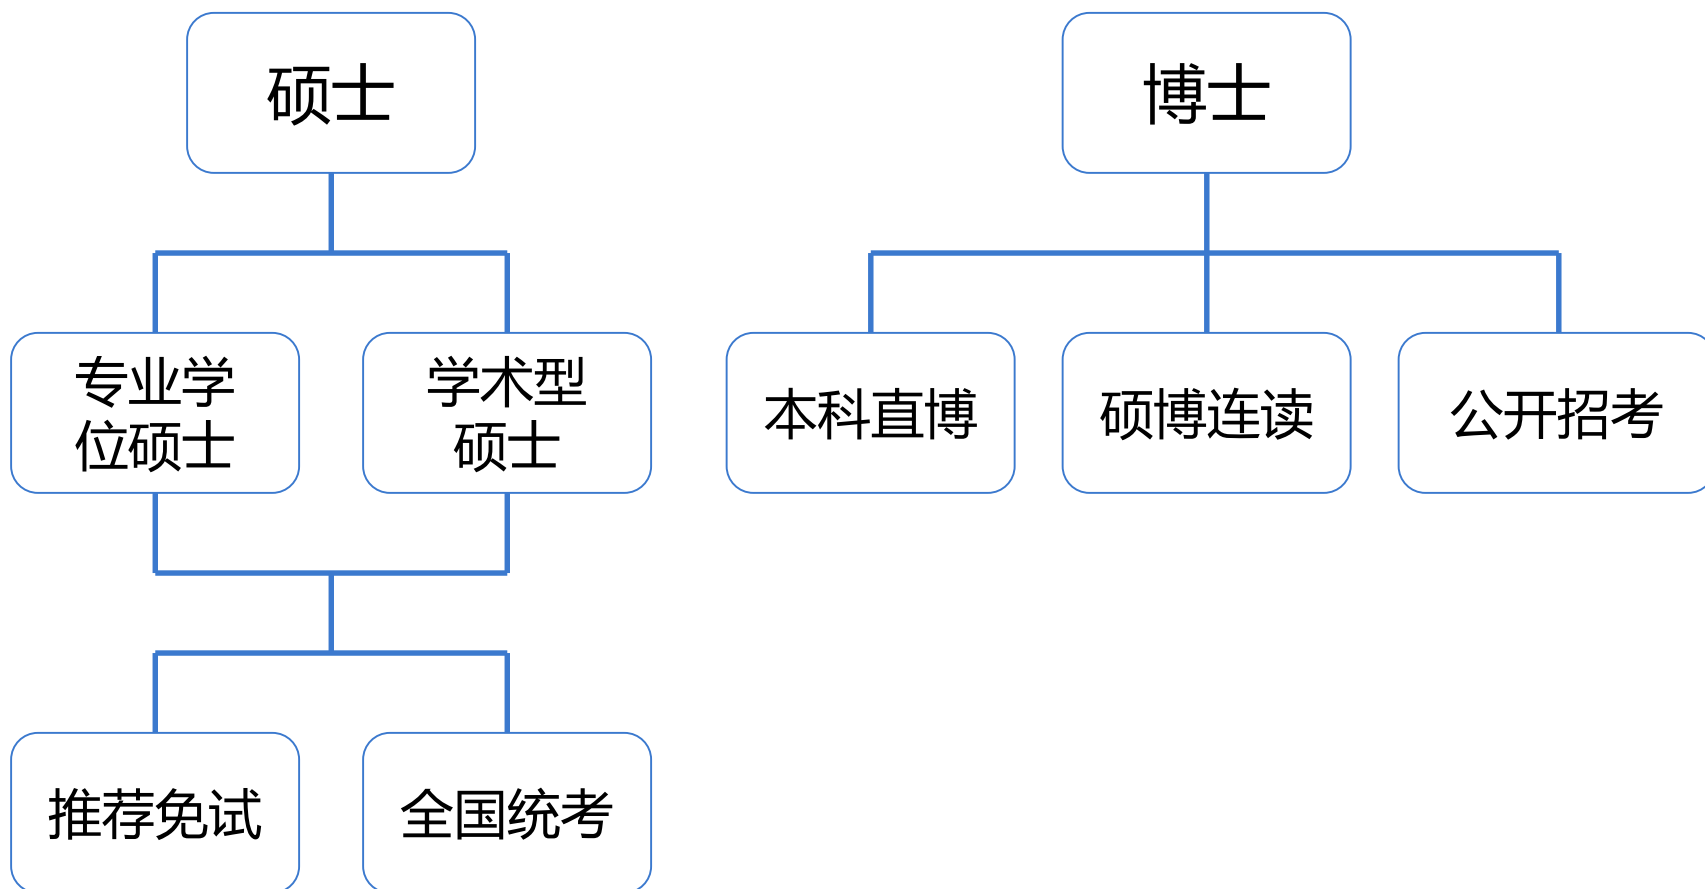 硕士
博士
专业学
位硕士
学术型
硕士
本科直博
硕博连读
公开招考
推荐免试
全国统考